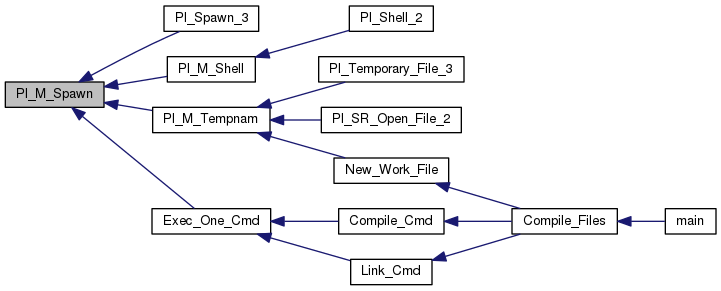 Pl_Spawn_3
Pl_Shell_2
Pl_M_Shell
Pl_Temporary_File_3
Pl_M_Spawn
Pl_M_Tempnam
Pl_SR_Open_File_2
New_Work_File
Exec_One_Cmd
Compile_Cmd
Compile_Files
main
Link_Cmd